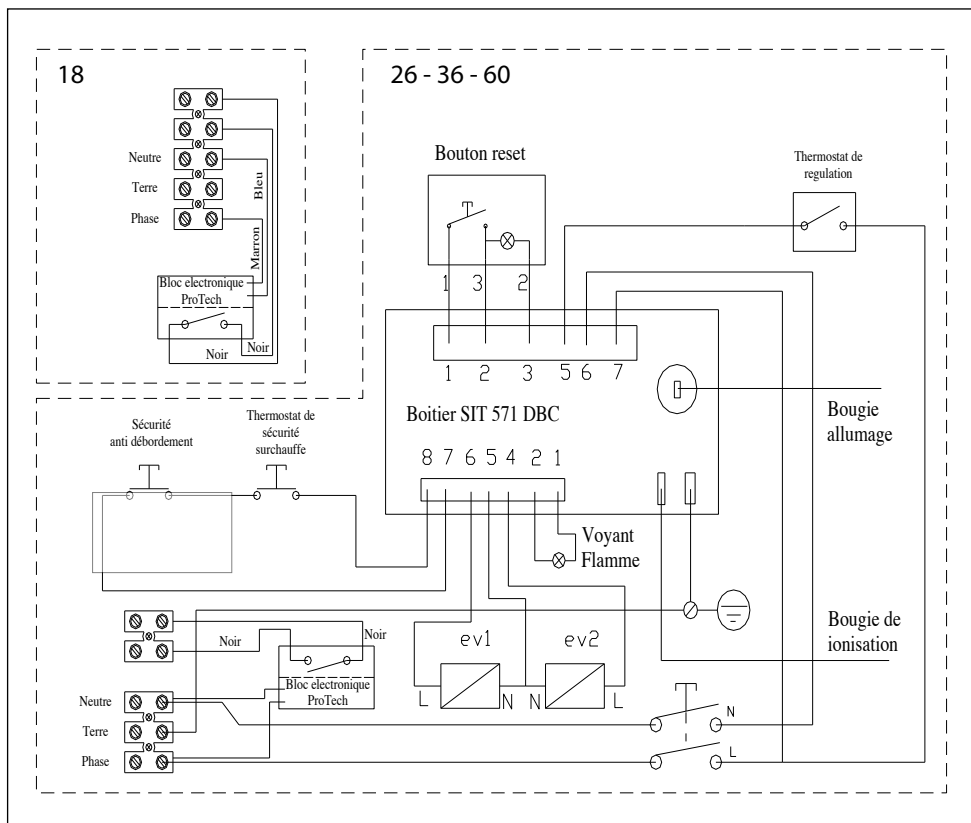 18
Neutre
Terre
Phase
Bleu
Marron
Bloc electronique
ProTech
Noir
Noir
26 - 36 - 60
Bouton reset
Thermostat de
regulation
1 3 2
1 2 3 5 6 7
Boitier SIT 571 DBC
8 7 6 5 4 2 1
Bougie
allumage
Sécurité
anti débordement
Thermostat de
sécurité
surchauffe
Voyant
Flamme
Noir
Noir
Bloc electronique
ProTech
ev1
ev2
L N N L
Bougie de
ionisation
Neutre
Terre
Phase
N
L